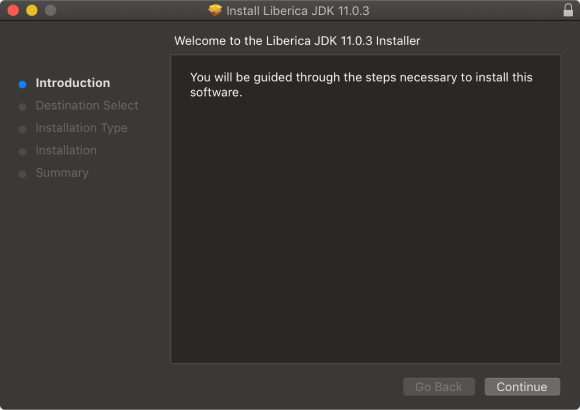 Install Liberica JDK 11.0.3
Welcome to the Liberica JDK 11.0.3 Installer
Introduction
Destination Select
Installation Type
Installation
Summary
You will be guided through the steps necessary to install this
software.
Go Back
Continue